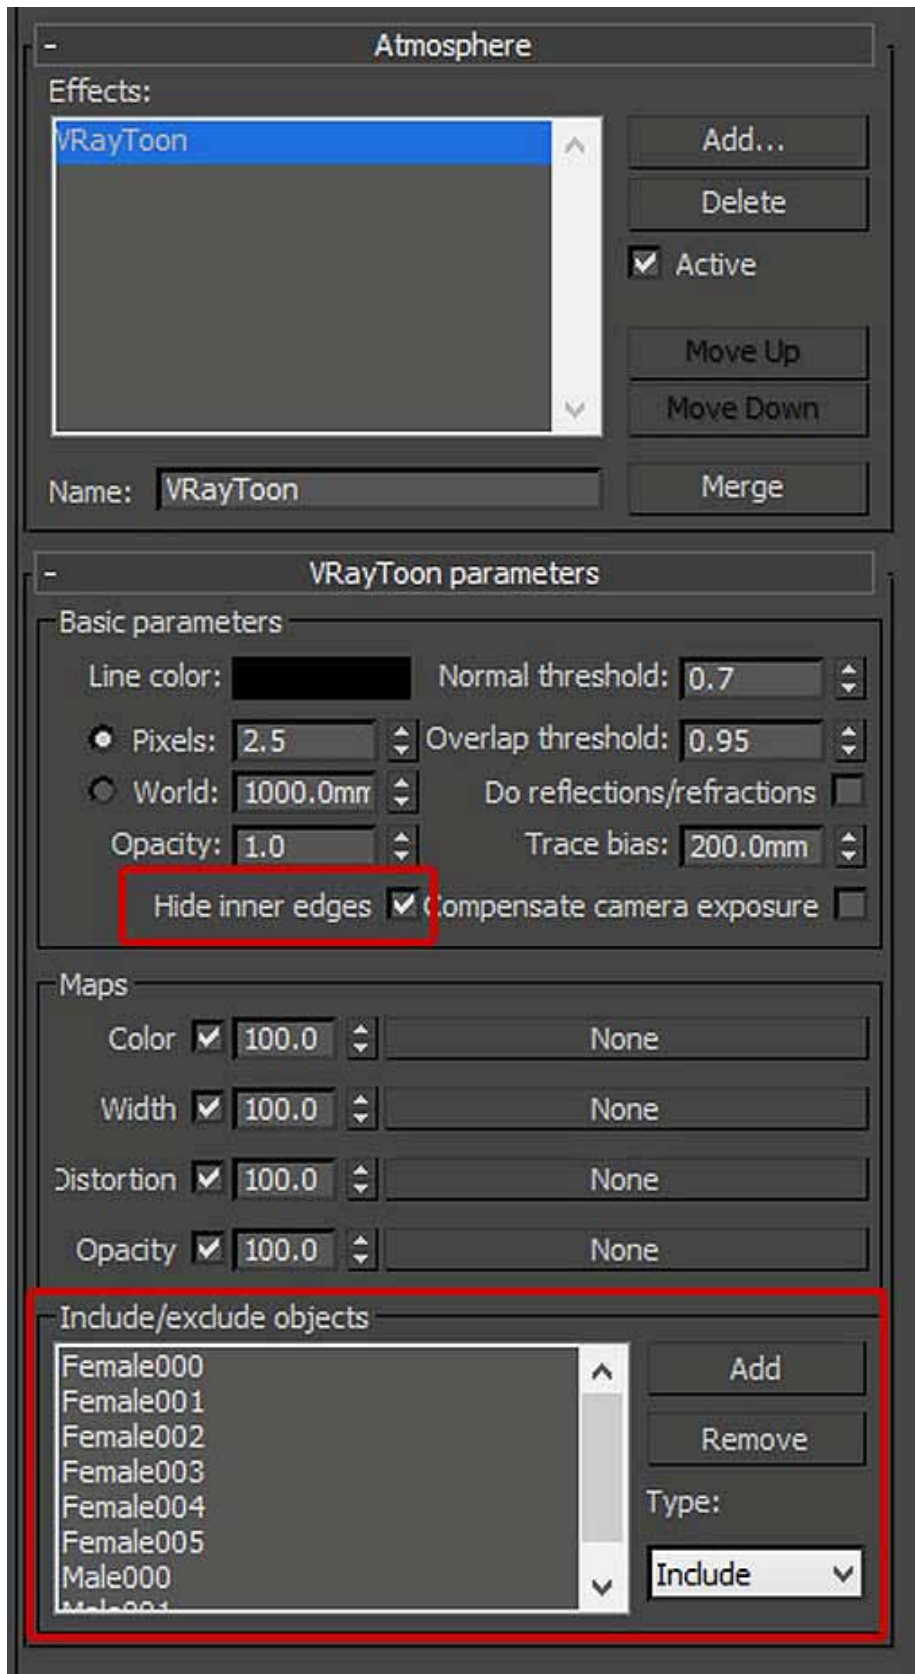 - Atmosphere
Effects:
VRayToon
Add...
Delete
Active
Move Up
Move Down
Name: VRayToon Merge
- VRayToon parameters
Basic parameters
Line color: Normal threshold: 0.7
Pixels: 2.5 Overlap threshold: 0.95
World: 1000.0mm Do reflections/refractions
Opacity: 1.0 Trace bias: 200.0mm
Hide inner edges Compensate camera exposure
Maps
Color 100.0 None
Width 100.0 None
Distortion 100.0 None
Opacity 100.0 None
Include/exclude objects
Female000
Female001
Female002
Female003
Female004
Female005
Male000
Male001
Add
Remove
Type:
Include